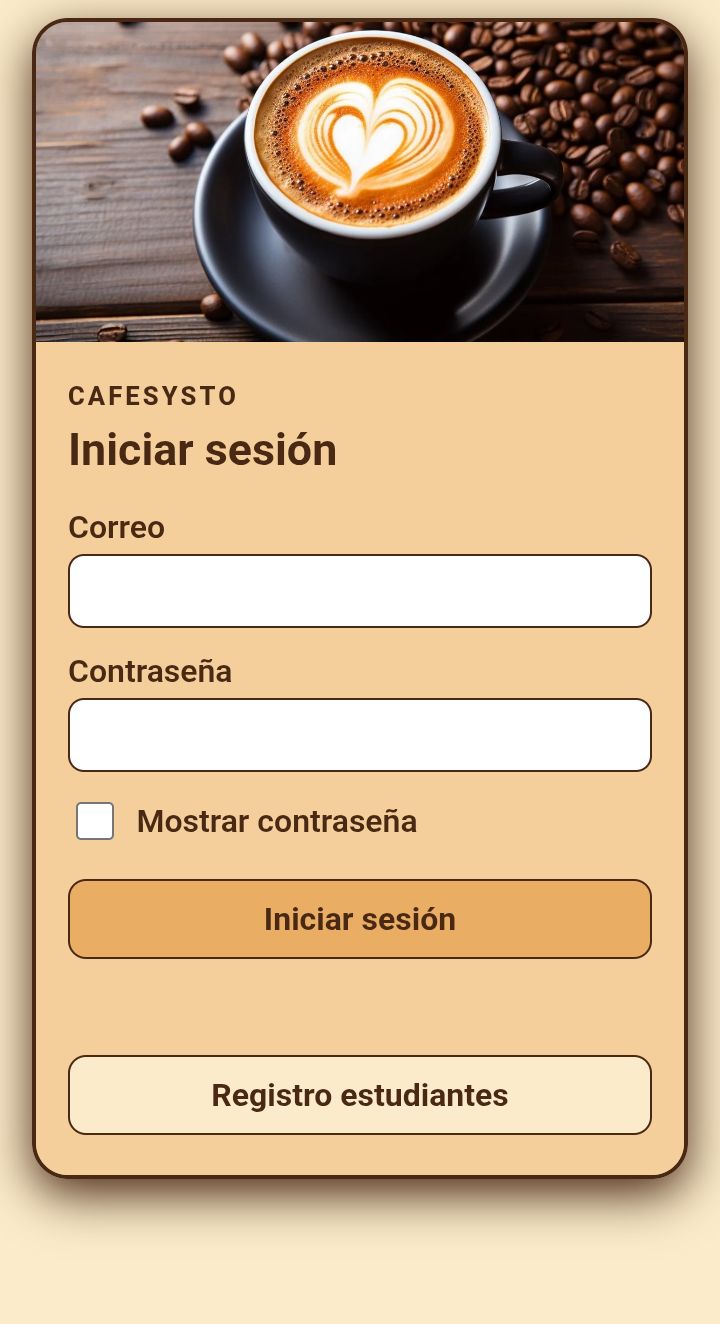 CAFESYSTO
Iniciar sesión
Correo
Contraseña
Mostrar contraseña
Iniciar sesión
Registro estudiantes